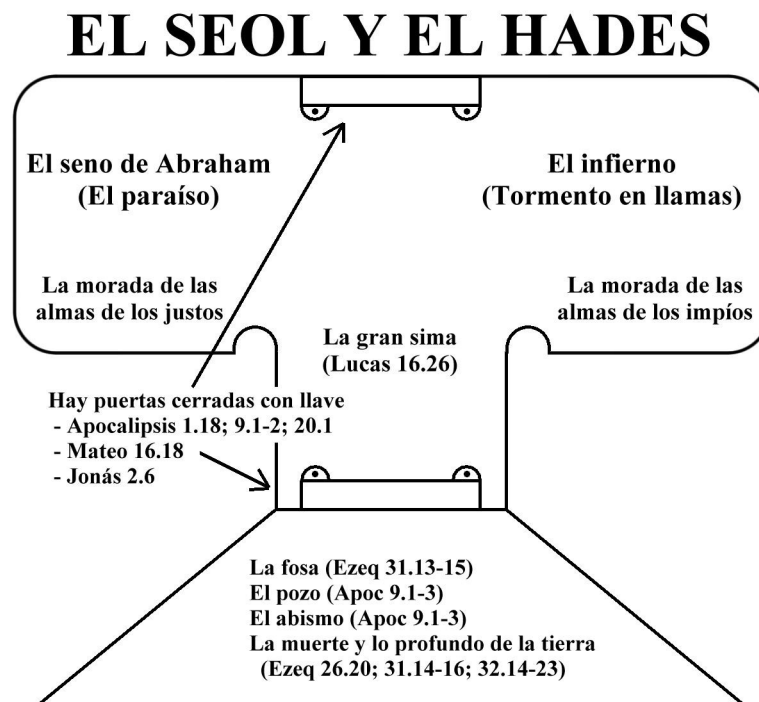 EL SEOL Y EL HADES
El seno de Abraham
(El paraíso)
El infierno
(Tormento en llamas)
La morada de las
almas de los justos
La morada de las
almas de los impíos
La gran sima
(Lucas 16.26)
Hay puertas cerradas con llave
- Apocalipsis 1.18; 9.1-2; 20.1
- Mateo 16.18
- Jonás 2.6
La fosa (Ezeq 31.13-15)
El pozo (Apoc 9.1-3)
El abismo (Apoc 9.1-3)
La muerte y lo profundo de la tierra
(Ezeq 26.20; 31.14-16; 32.14-23)